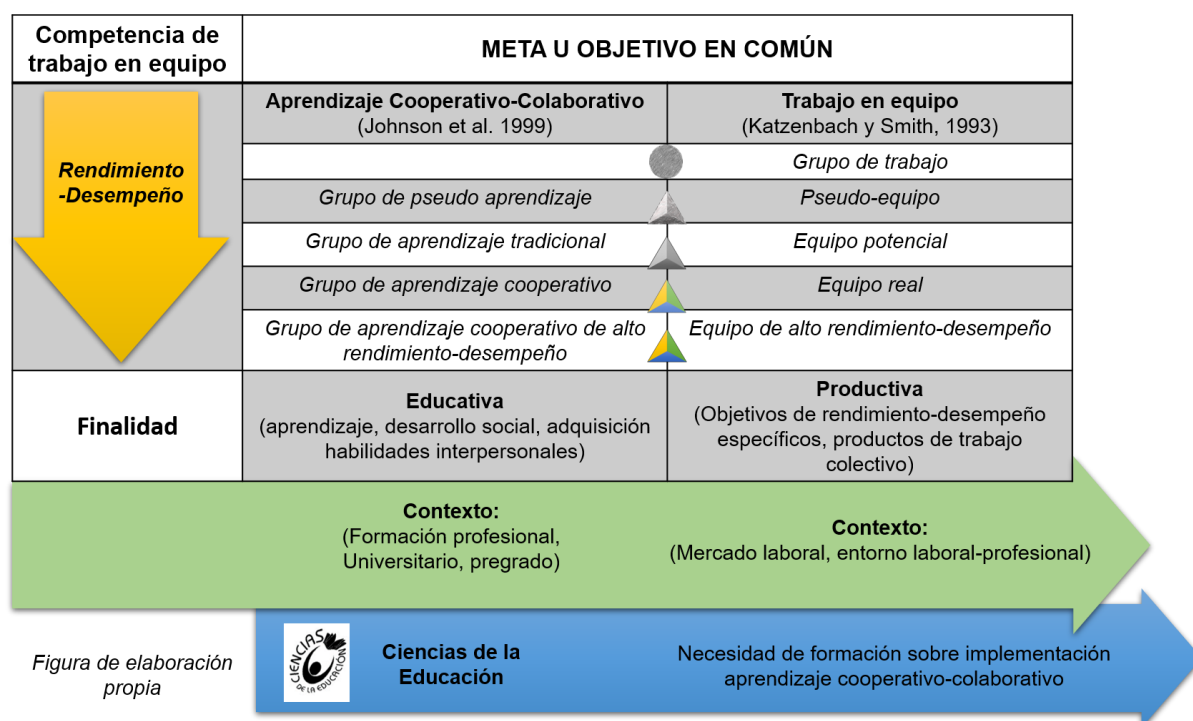 Competencia de
trabajo en equipo
META U OBJETIVO EN COMÚN
Rendimiento
-Desempeño
Aprendizaje Cooperativo-Colaborativo
(Johnson et al. 1999)
Trabajo en equipo
(Katzenbach y Smith, 1993)
Grupo de trabajo
Grupo de pseudo aprendizaje
Pseudo-equipo
Grupo de aprendizaje tradicional
Equipo potencial
Grupo de aprendizaje cooperativo
Equipo real
Grupo de aprendizaje cooperativo de alto
rendimiento-desempeño
Equipo de alto rendimiento-desempeño
Finalidad
Educativa
(aprendizaje, desarrollo social, adquisición
habilidades interpersonales)
Productiva
(Objetivos de rendimiento-desempeño
específicos, productos de trabajo
colectivo)
Contexto:
(Formación profesional,
Universitario, pregrado)
Contexto:
(Mercado laboral, entorno laboral-profesional)
Figura de elaboración
propia
CIENCIAS
DE LA EDUCACIÓN
Ciencias de la
Educación
Necesidad de formación sobre implementación
aprendizaje cooperativo-colaborativo